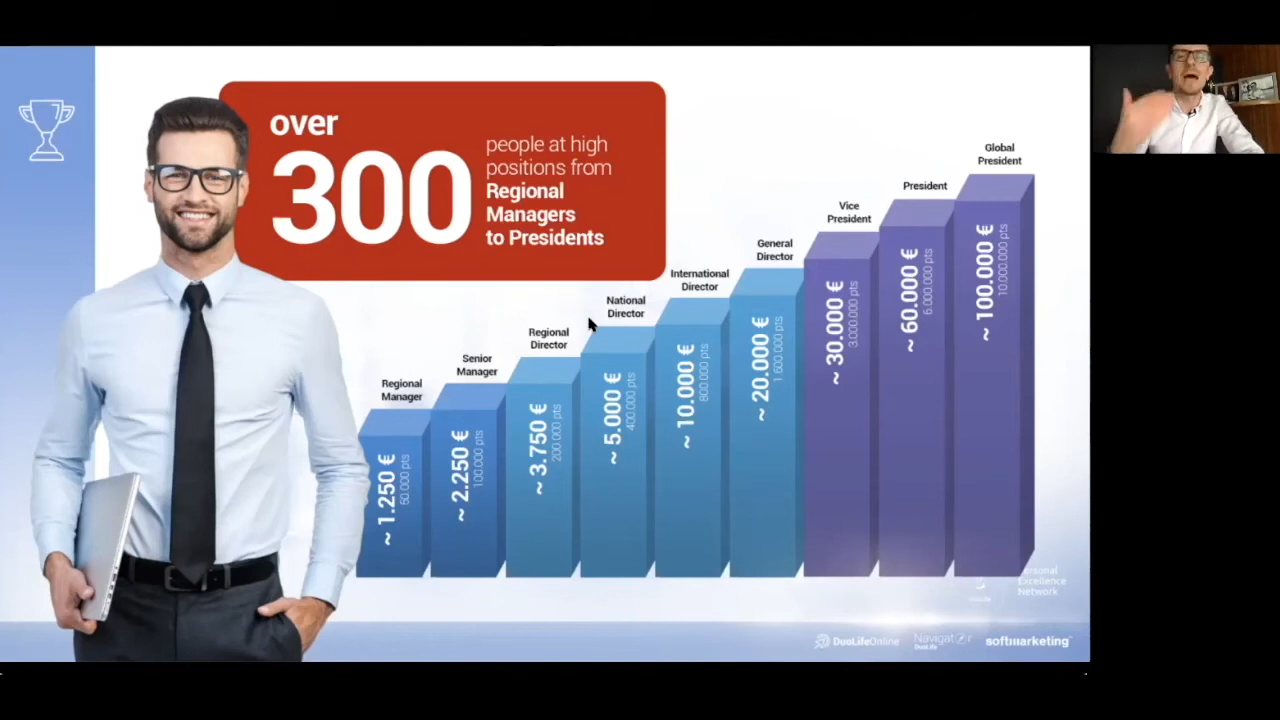 over
300
people at high
positions from
Regional
Managers
to Presidents
Regional
Manager
~ 1.250 €
50.000 pts
Senior
Manager
~ 2.250 €
100.000 pts
Regional
Director
~ 3.750 €
200.000 pts
National
Director
~ 5.000 €
400.000 pts
International
Director
~ 10.000 €
800.000 pts
General
Director
~ 20.000 €
1.600.000 pts
Vice
President
~ 30.000 €
3.000.000 pts
President
~ 60.000 €
6.000.000 pts
Global
President
~ 100.000 €
10.000.000 pts
Excellence
Network
DuoLifeOnline
Navigator
DuoLife
softmarketing